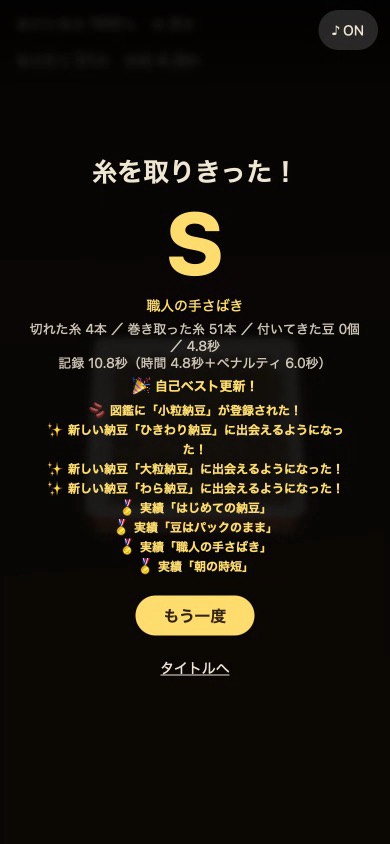 ♪ ON
糸を取りきった！
S
職人の手さばき
切れた糸 4本 ／ 巻き取った糸 51本 ／ 付いてきた豆 0個
／ 4.8秒
記録 10.8秒（時間 4.8秒＋ペナルティ 6.0秒）
🎉 自己ベスト更新！
🫘 図鑑に「小粒納豆」が登録された！
✨ 新しい納豆「ひきわり納豆」に出会えるようになっ
た！
✨ 新しい納豆「大粒納豆」に出会えるようになった！
✨ 新しい納豆「わら納豆」に出会えるようになった！
🏅 実績「はじめての納豆」
🏅 実績「豆はパックのまま」
🏅 実績「職人の手さばき」
🏅 実績「朝の時短」
もう一度
タイトルへ